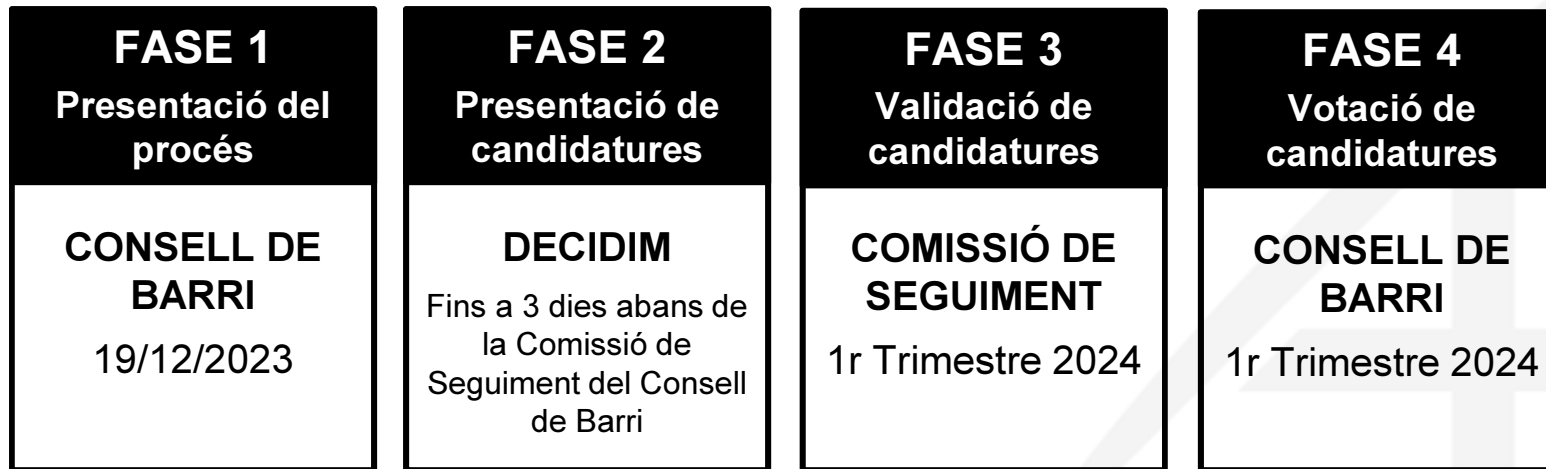 FASE 1
Presentació del
procés
CONSELL DE
BARRI
19/12/2023
FASE 2
Presentació de
candidatures
DECIDIM
Fins a 3 dies abans de
la Comissió de
Seguiment del Consell
de Barri
FASE 3
Validació de
candidatures
COMISSIÓ DE
SEGUIMENT
1r Trimestre 2024
FASE 4
Votació de
candidatures
CONSELL DE
BARRI
1r Trimestre 2024